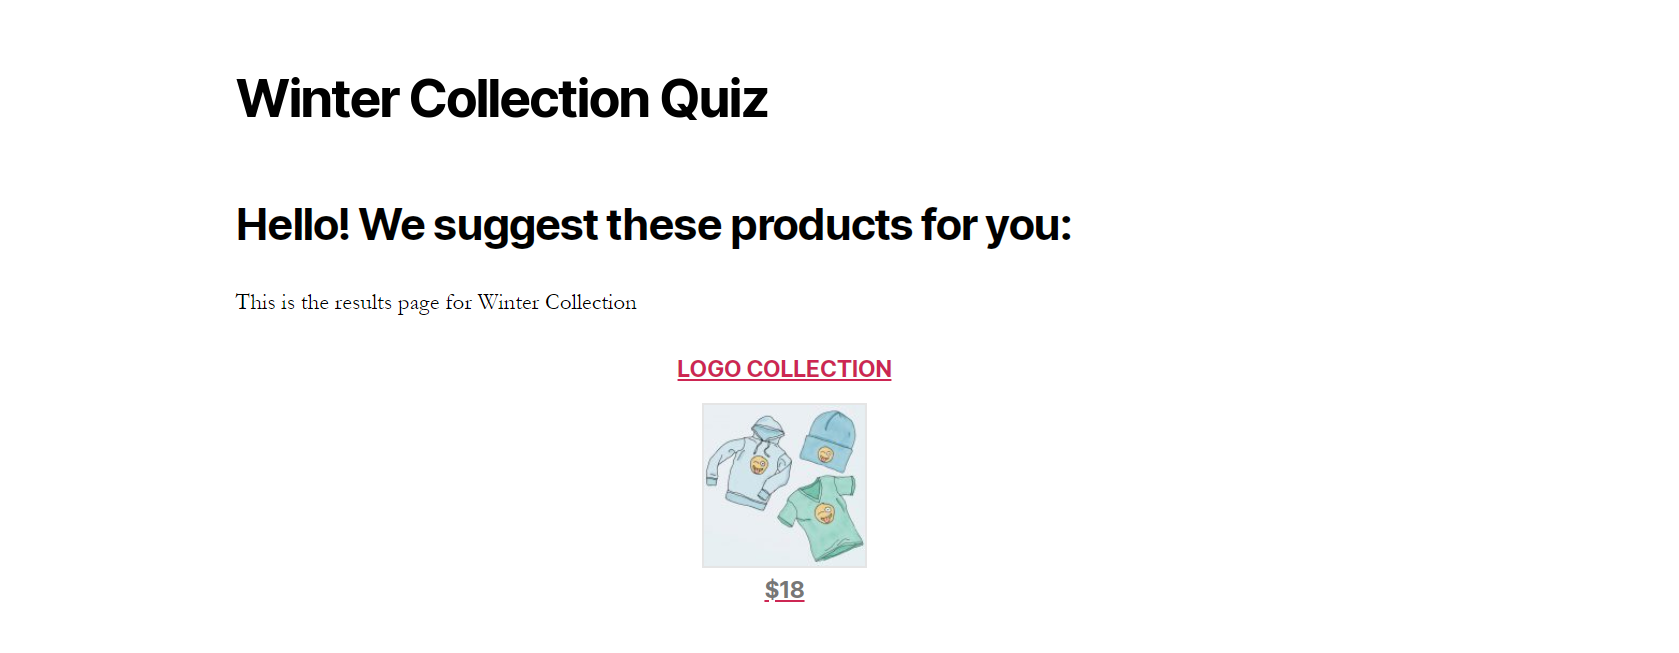 Winter Collection Quiz
Hello! We suggest these products for you:
This is the results page for Winter Collection
LOGO COLLECTION
$18